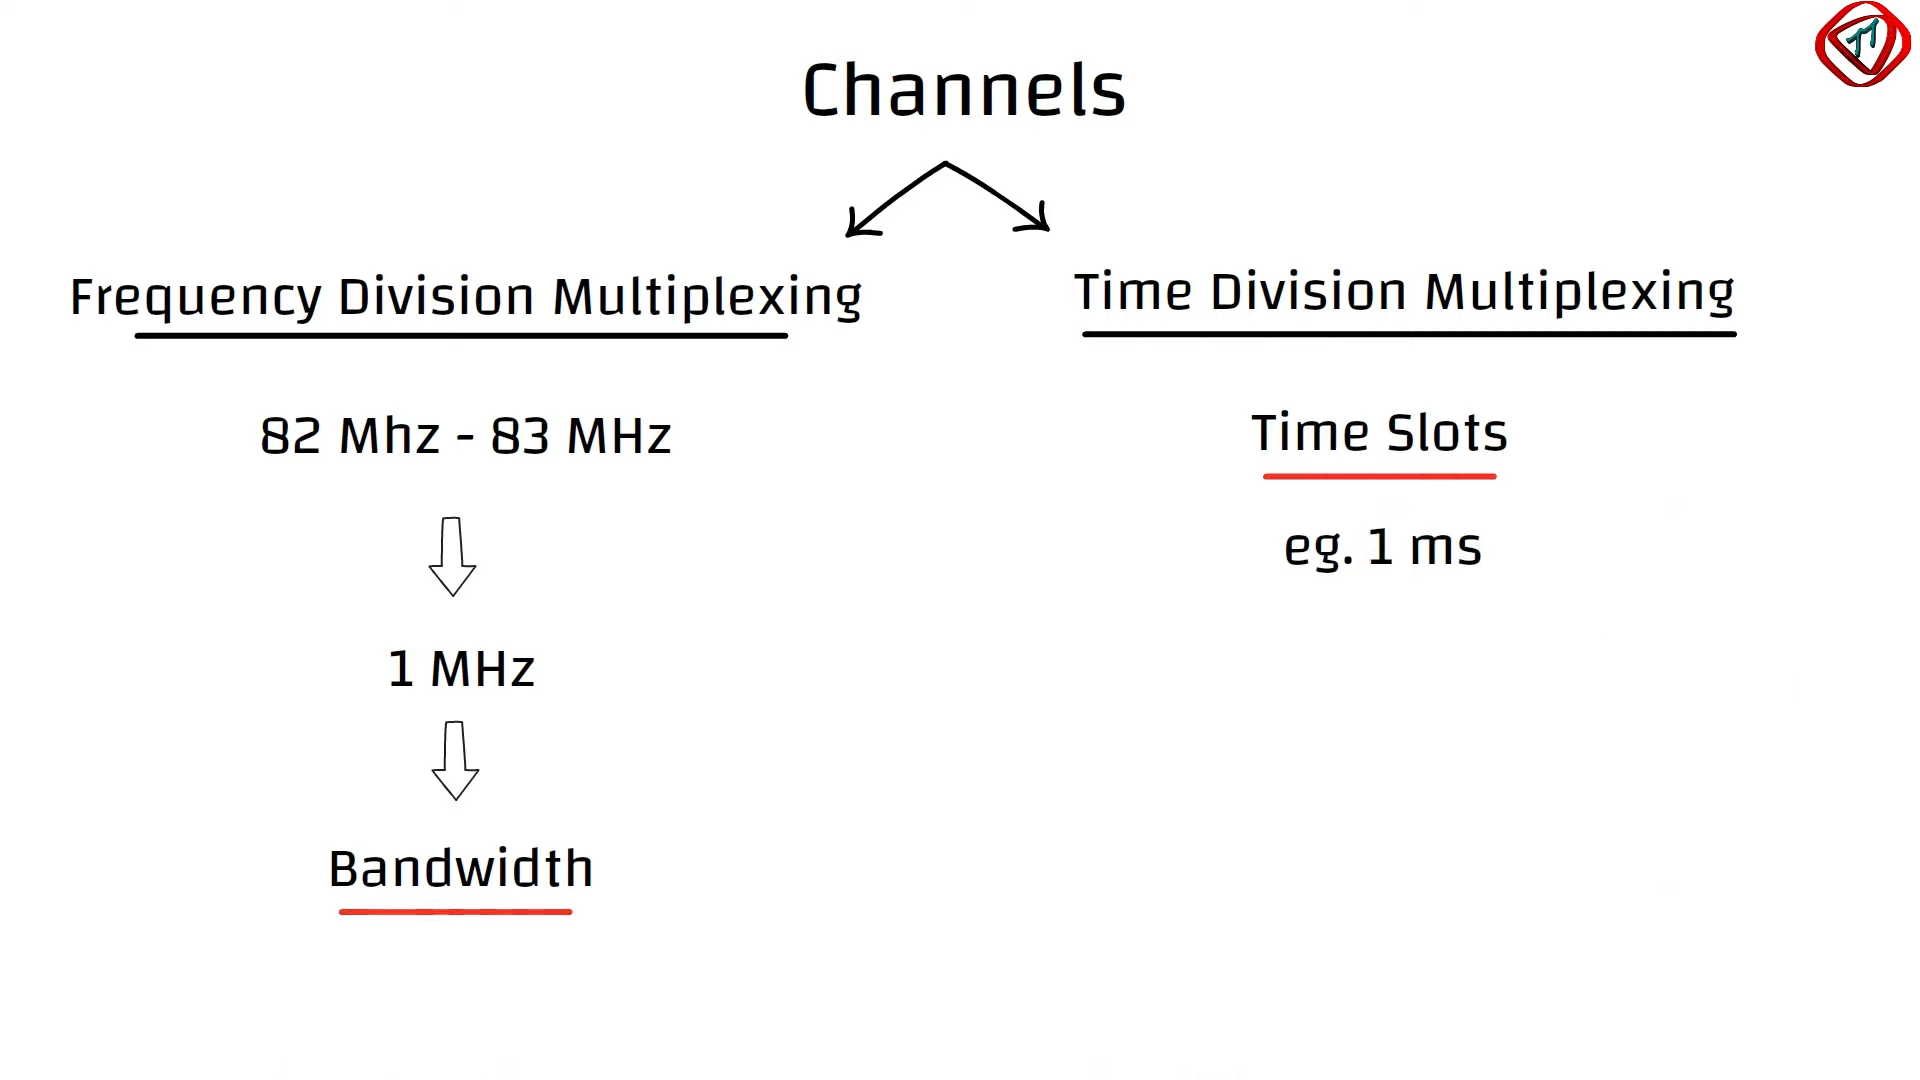 Channels
Frequency Division Multiplexing
Time Division Multiplexing
82 Mhz - 83 MHz
Time Slots
eg. 1 ms
1 MHz
Bandwidth